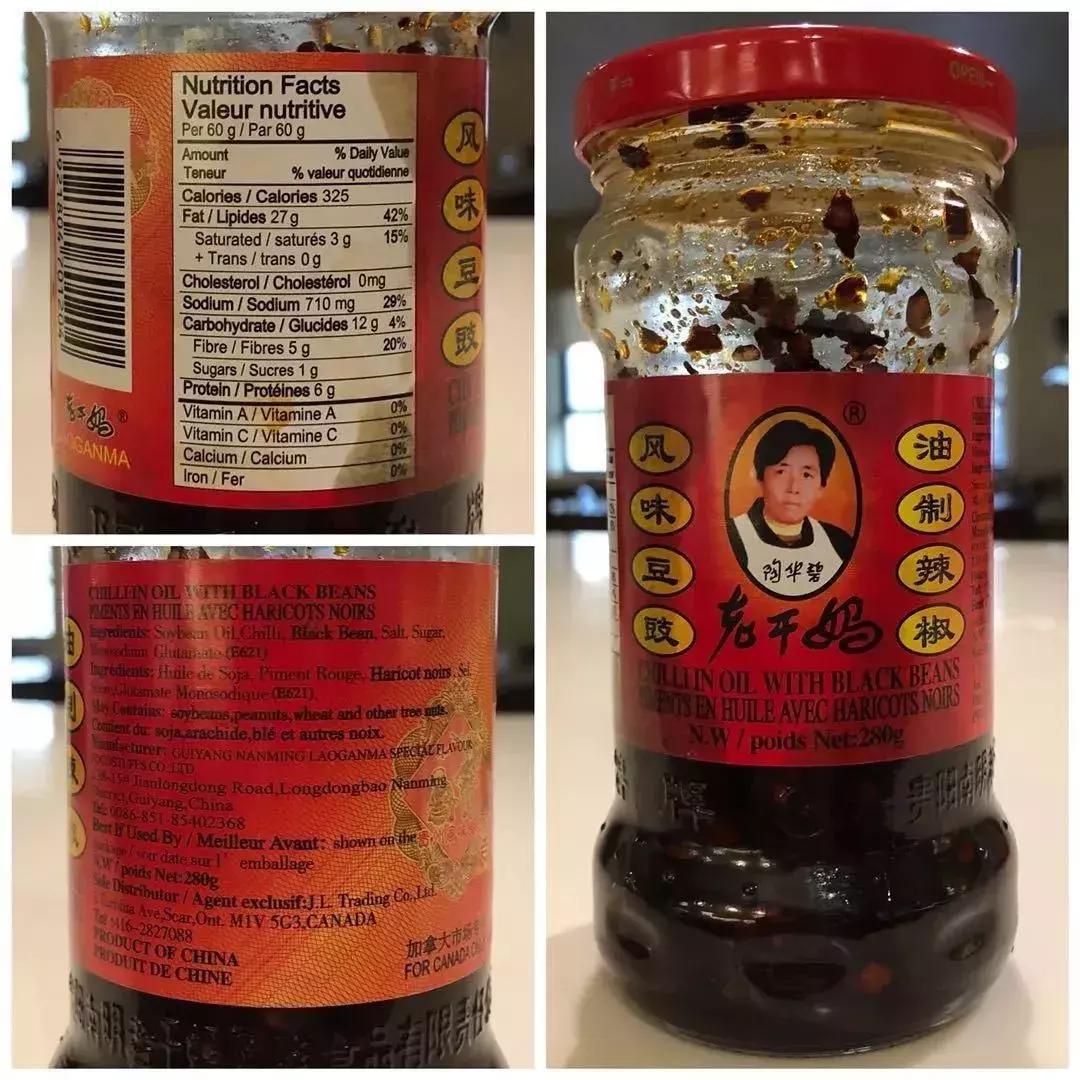 Nutrition Facts
Valeur nutritive
Per 60 g / Par 60 g
Amount % Daily Value
Teneur % valeur quotidienne
Calories / Calories 325
Fat / Lipides 27 g 42%
Saturated / saturés 3 g 15%
+ Trans / trans 0 g
Cholesterol / Cholestérol 0mg
Sodium / Sodium 710 mg 29%
Carbohydrate / Glucides 12 g 4%
Fibre / Fibres 5 g 20%
Sugars / Sucres 1 g
Protein / Protéines 6 g
Vitamin A / Vitamine A 0%
Vitamin C / Vitamine C 0%
Calcium / Calcium 0%
Iron / Fer 0%
风味豆豉
老干妈®
OPEN
®
风味豆豉
油制辣椒
陶华碧
老干妈
CHILLI IN OIL WITH BLACK BEANS
PIMENTS EN HUILE AVEC HARICOTS NOIRS
N.W / poids Net:280g
牌
CHILLI IN OIL WITH BLACK BEANS
PIMENTS EN HUILE AVEC HARICOTS NOIRS
Ingredients: Soybean Oil,Chilli, Black Bean, Salt, Sugar,
Monosodium Glutamate (E621)
Ingrédients: Huile de Soja, Piment Rouge, Haricot noirs, Sel,
Glutamate Monosodique (E621).
May Contains: soybeans,peanuts,wheat and other tree nuts.
Contient du: soja,arachide,blé et autres noix.
Manufacturer: GUIYANG NANMING LAOGANMA SPECIAL FLAVOUR
FOODSTUFFS CO.,LTD
Jianlongdong Road,Longdongbao Nanming
District,Guiyang,China
Tel: 0086-851-85402368
Best If Used By / Meilleur Avant: shown on the
package / voir date sur l' emballage
N.W / poids Net:280g
Sole Distributor / Agent exclusif:J.L. Trading Co.,Ltd.
Ave,Scar,Ont. M1V 5G3,CANADA
Tel 416-2827088
PRODUCT OF CHINA
PRODUIT DE CHINE
加拿大市场
FOR CANADA